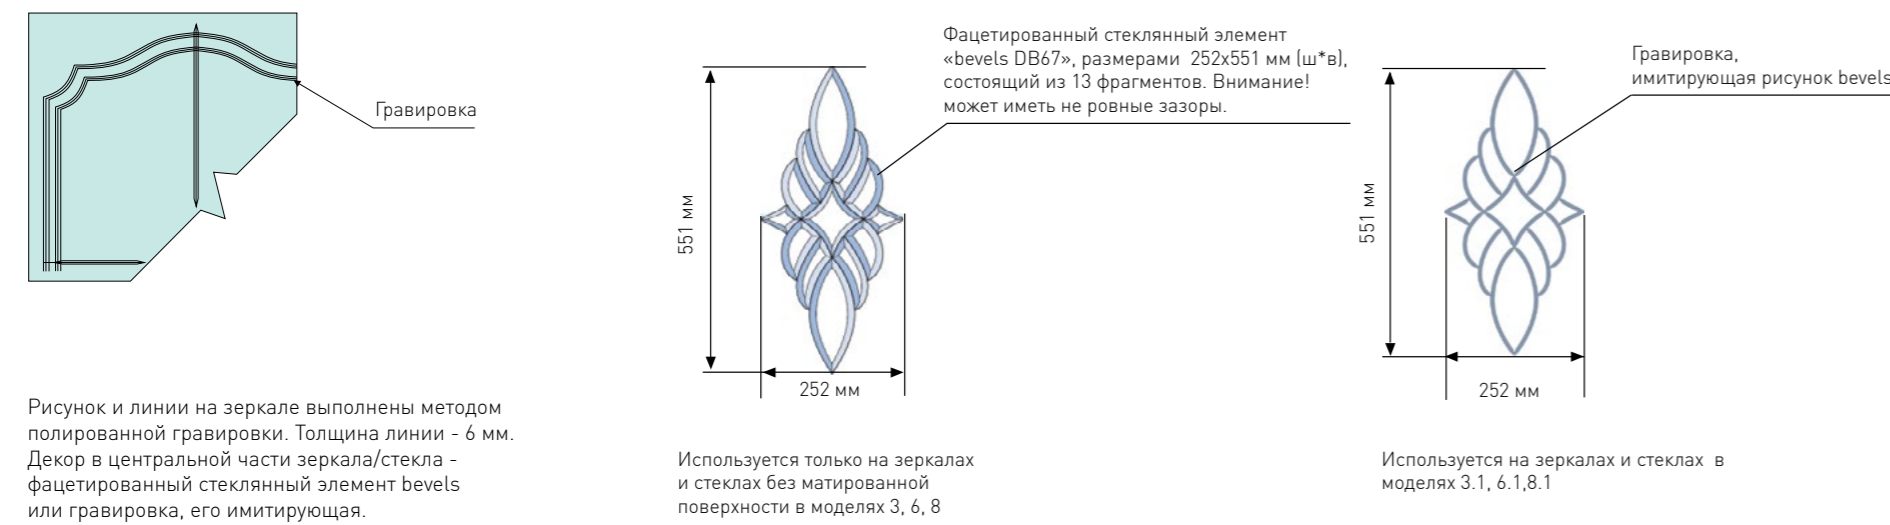 Гравировка
Рисунок и линии на зеркале выполнены методом
полированной гравировки. Толщина линии - 6 мм.
Декор в центральной части зеркала/стекла -
фацетированный стеклянный элемент bevels
или гравировка, его имитирующая.
Фацетированный стеклянный элемент
«bevels DB67», размерами 252х551 мм (ш*в),
состоящий из 13 фрагментов. Внимание!
может иметь не ровные зазоры.
551 мм
252 мм
Используется только на зеркалах
и стеклах без матированной
поверхности в моделях 3, 6, 8
Гравировка,
имитирующая рисунок bevels
551 мм
252 мм
Используется на зеркалах и стеклах в
моделях 3.1, 6.1,8.1